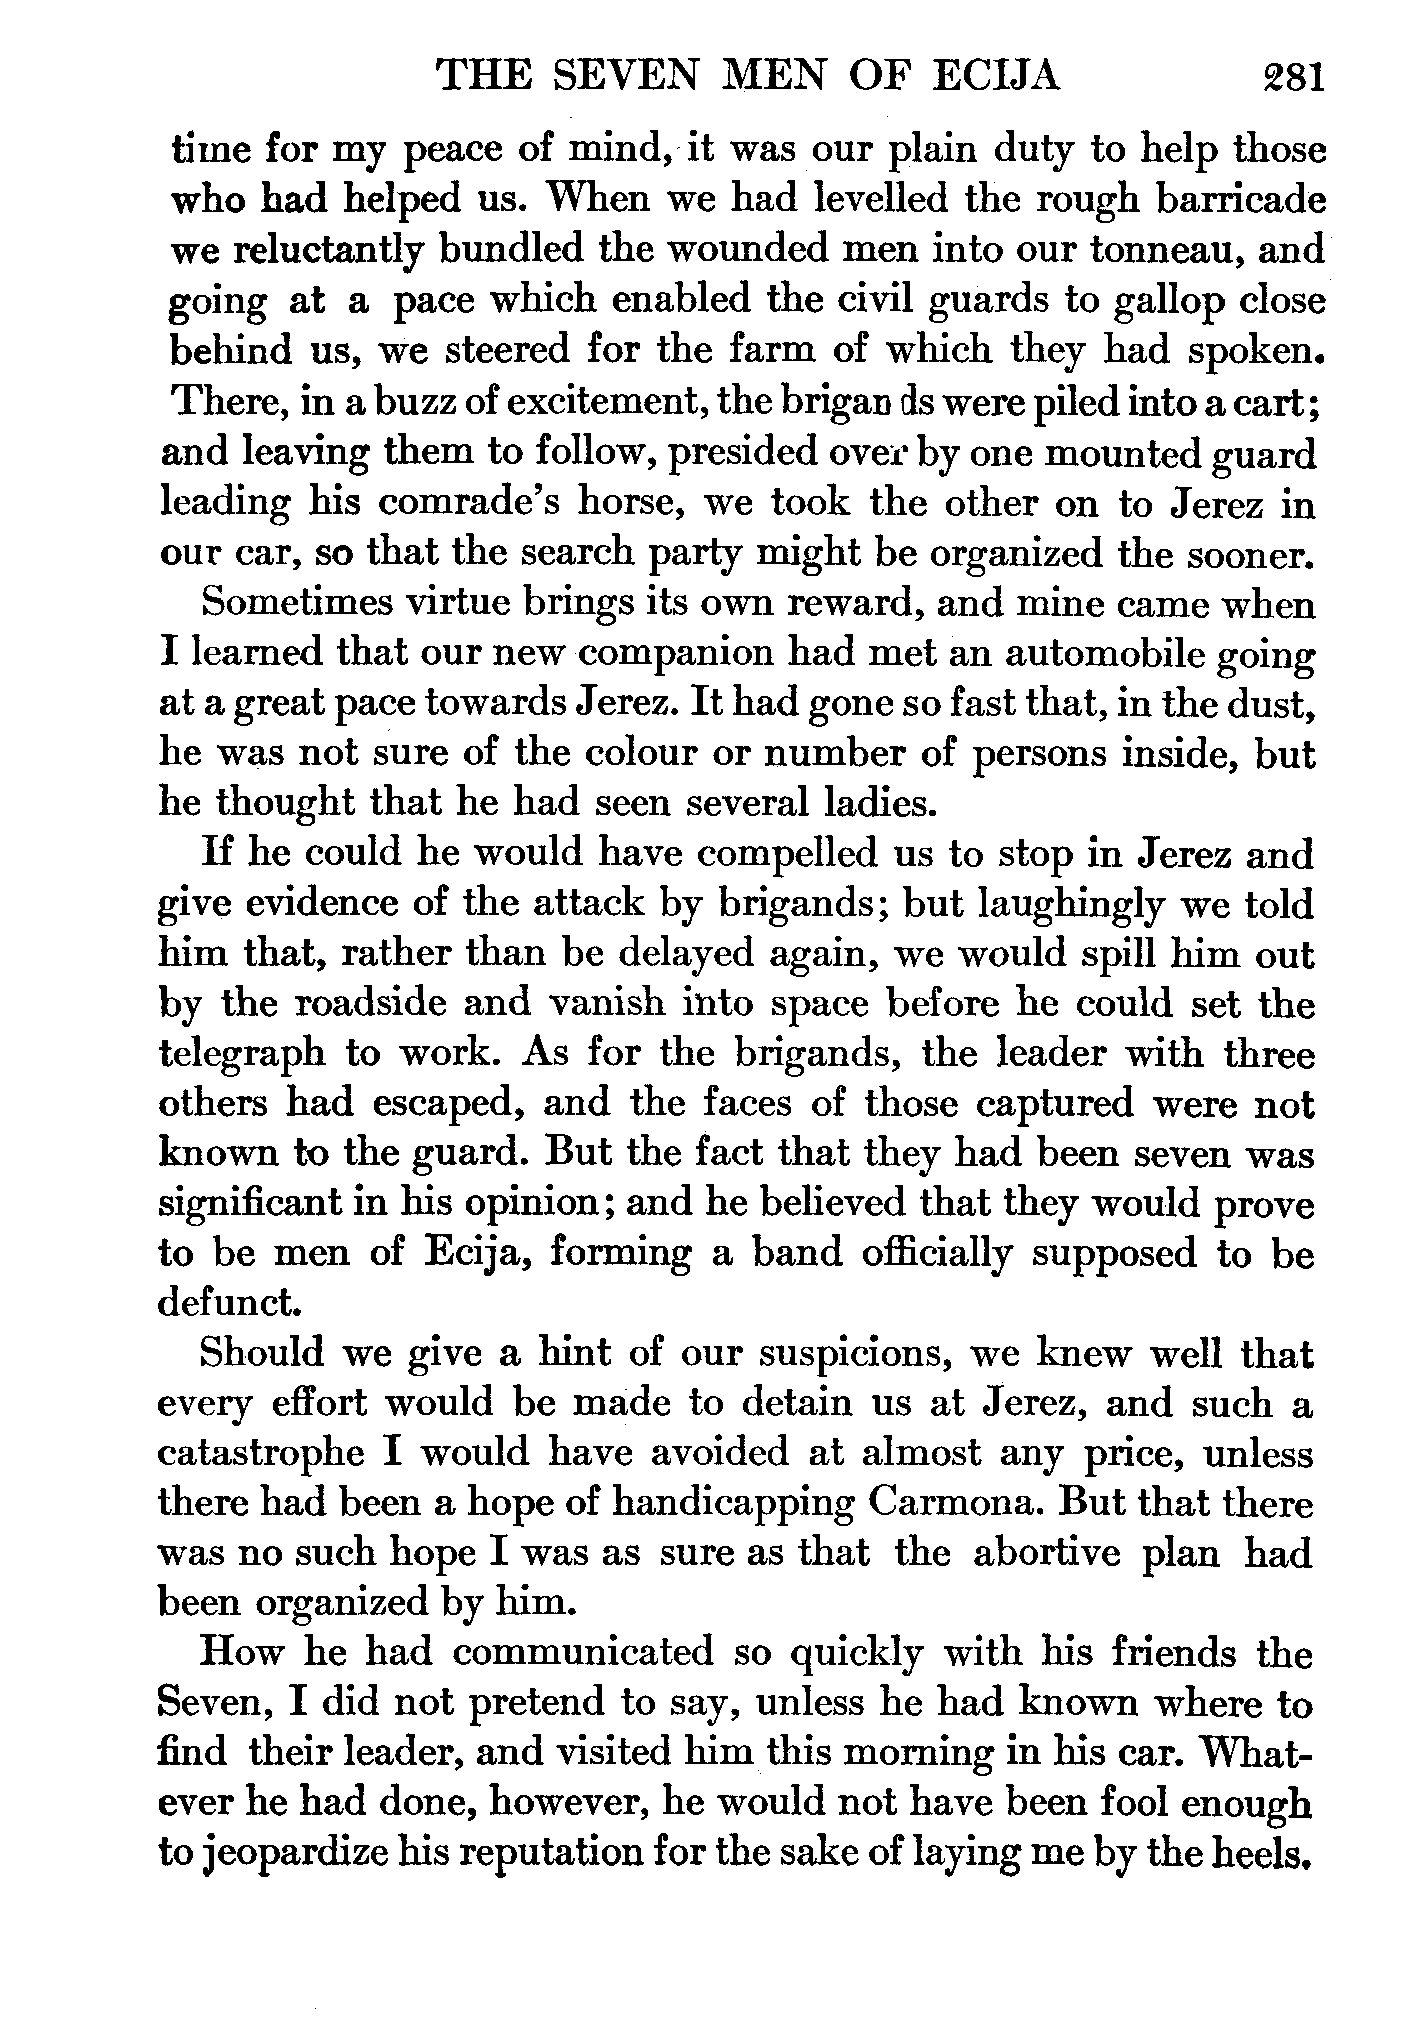 THE SEVEN MEN OF ECIJA 281
time for my peace of mind, it was our plain duty to help those
who had helped us. When we had levelled the rough barricade
we reluctantly bundled the wounded men into our tonneau, and
going at a pace which enabled the civil guards to gallop close
behind us, we steered for the farm of which they had spoken.
There, in a buzz of excitement, the brigands were piled into a cart;
and leaving them to follow, presided over by one mounted guard
leading his comrade's horse, we took the other on to Jerez in
our car, so that the search party might be organized the sooner.
Sometimes virtue brings its own reward, and mine came when
I learned that our new companion had met an automobile going
at a great pace towards Jerez. It had gone so fast that, in the dust,
he was not sure of the colour or number of persons inside, but
he thought that he had seen several ladies.
If he could he would have compelled us to stop in Jerez and
give evidence of the attack by brigands; but laughingly we told
him that, rather than be delayed again, we would spill him out
by the roadside and vanish into space before he could set the
telegraph to work. As for the brigands, the leader with three
others had escaped, and the faces of those captured were not
known to the guard. But the fact that they had been seven was
significant in his opinion; and he believed that they would prove
to be men of Ecija, forming a band officially supposed to be
defunct.
Should we give a hint of our suspicions, we knew well that
every effort would be made to detain us at Jerez, and such a
catastrophe I would have avoided at almost any price, unless
there had been a hope of handicapping Carmona. But that there
was no such hope I was as sure as that the abortive plan had
been organized by him.
How he had communicated so quickly with his friends the
Seven, I did not pretend to say, unless he had known where to
find their leader, and visited him this morning in his car. What-
ever he had done, however, he would not have been fool enough
to jeopardize his reputation for the sake of laying me by the heels.